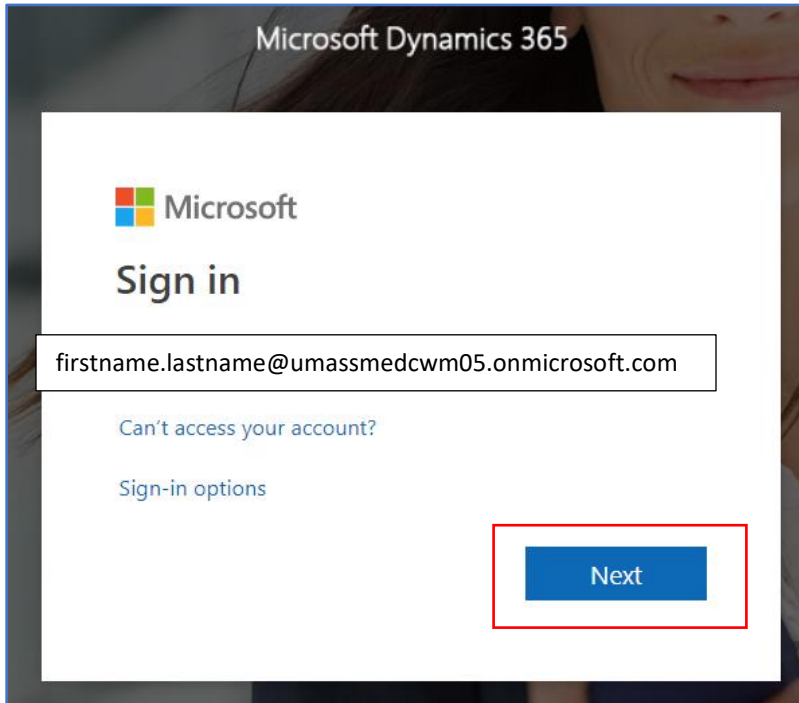 Microsoft Dynamics 365
Microsoft
Sign in
firstname.lastname@umassmedcwm05.onmicrosoft.com
Can't access your account?
Sign-in options
Next